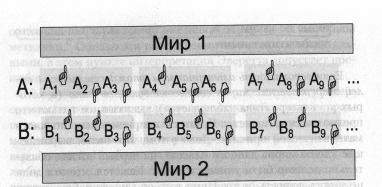 Мир 1
A: A₁ A₂ A₃ A₄ A₅ A₆ A₇ A₈ A₉ ...
B: B₁ B₂ B₃ B₄ B₅ B₆ B₇ B₈ B₉ ...
Мир 2